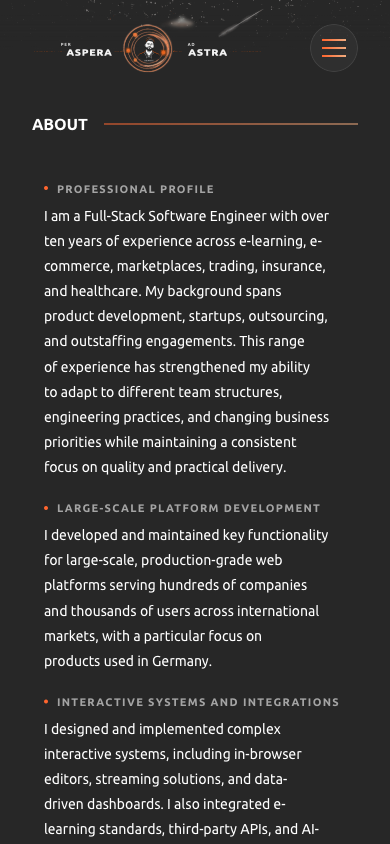 PER ASPERA AD ASTRA
ABOUT
PROFESSIONAL PROFILE
I am a Full-Stack Software Engineer with over
ten years of experience across e-learning, e-
commerce, marketplaces, trading, insurance,
and healthcare. My background spans
product development, startups, outsourcing,
and outstaffing engagements. This range
of experience has strengthened my ability
to adapt to different team structures,
engineering practices, and changing business
priorities while maintaining a consistent
focus on quality and practical delivery.
LARGE-SCALE PLATFORM DEVELOPMENT
I developed and maintained key functionality
for large-scale, production-grade web
platforms serving hundreds of companies
and thousands of users across international
markets, with a particular focus on
products used in Germany.
INTERACTIVE SYSTEMS AND INTEGRATIONS
I designed and implemented complex
interactive systems, including in-browser
editors, streaming solutions, and data-
driven dashboards. I also integrated e-
learning standards, third-party APIs, and AI-